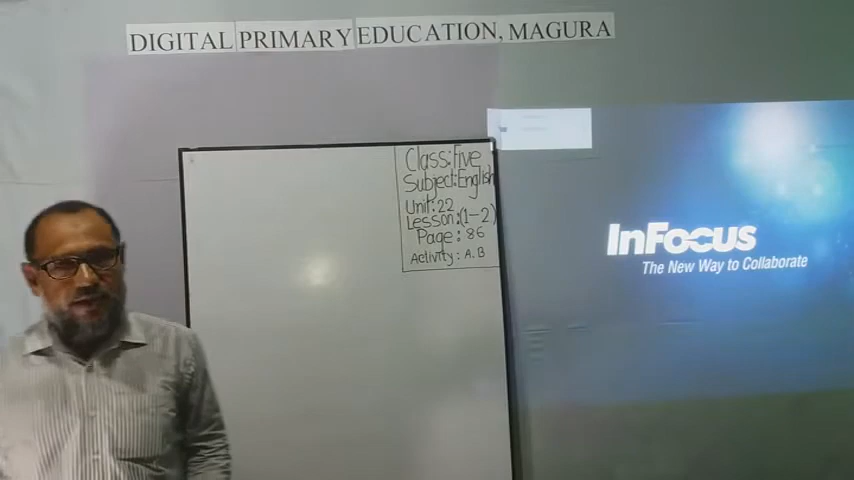 DIGITAL PRIMARY EDUCATION, MAGURA
Class: Five
Subject: English
Unit: 22
Lesson: (1-2)
Page: 86
Activity: A.B
InFocus
The New Way to Collaborate